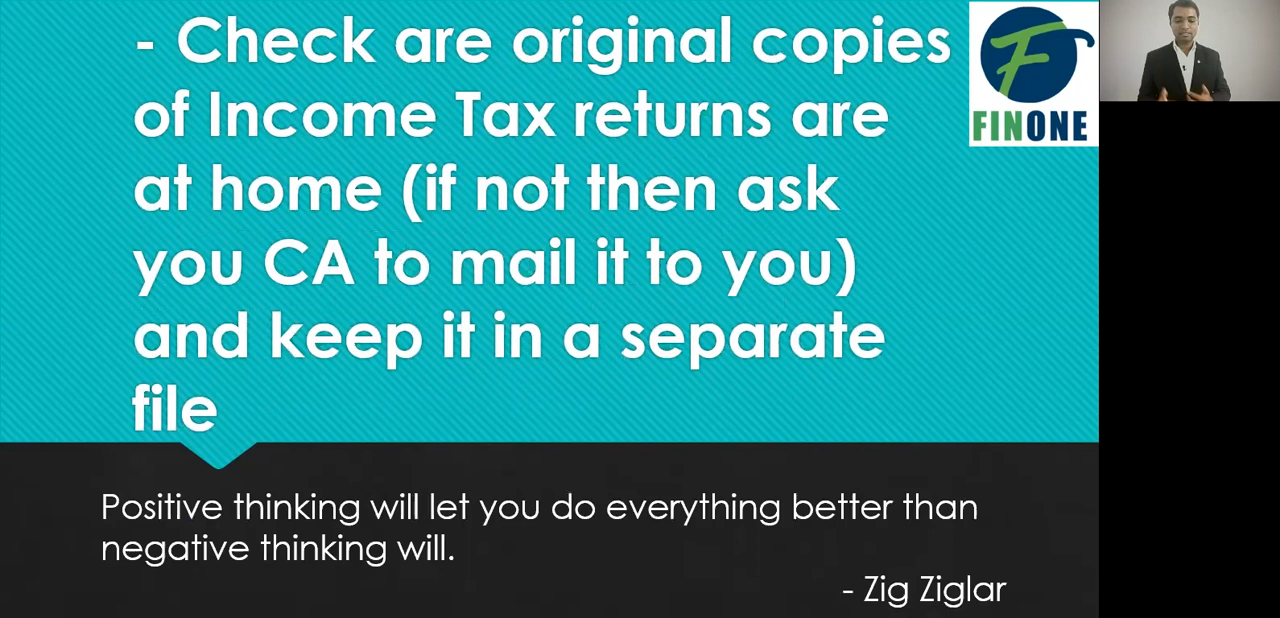 - Check are original copies
of Income Tax returns are
at home (if not then ask
you CA to mail it to you)
and keep it in a separate
file
FINONE
Positive thinking will let you do everything better than
negative thinking will.
- Zig Ziglar